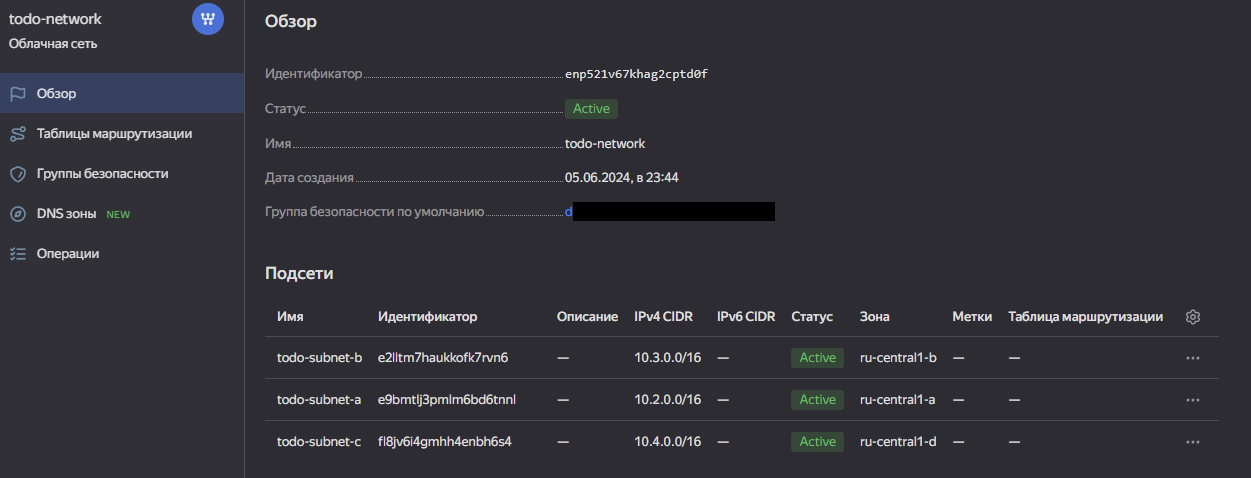 todo-network
Облачная сеть
Обзор
Таблицы маршрутизации
Группы безопасности
DNS зоны NEW
Операции
Обзор
Идентификатор enp521v67khag2cptd0f
Статус Active
Имя todo-network
Дата создания 05.06.2024, в 23:44
Группа безопасности по умолчанию d
Подсети
Имя Идентификатор Описание IPv4 CIDR IPv6 CIDR Статус Зона Метки Таблица маршрутизации
todo-subnet-b e2lltm7haukkofk7rvn6 — 10.3.0.0/16 — Active ru-central1-b — —
todo-subnet-a e9bmtlj3pmlm6bd6tnnl — 10.2.0.0/16 — Active ru-central1-a — —
todo-subnet-c fl8jv6i4gmhh4enbh6s4 — 10.4.0.0/16 — Active ru-central1-d — —